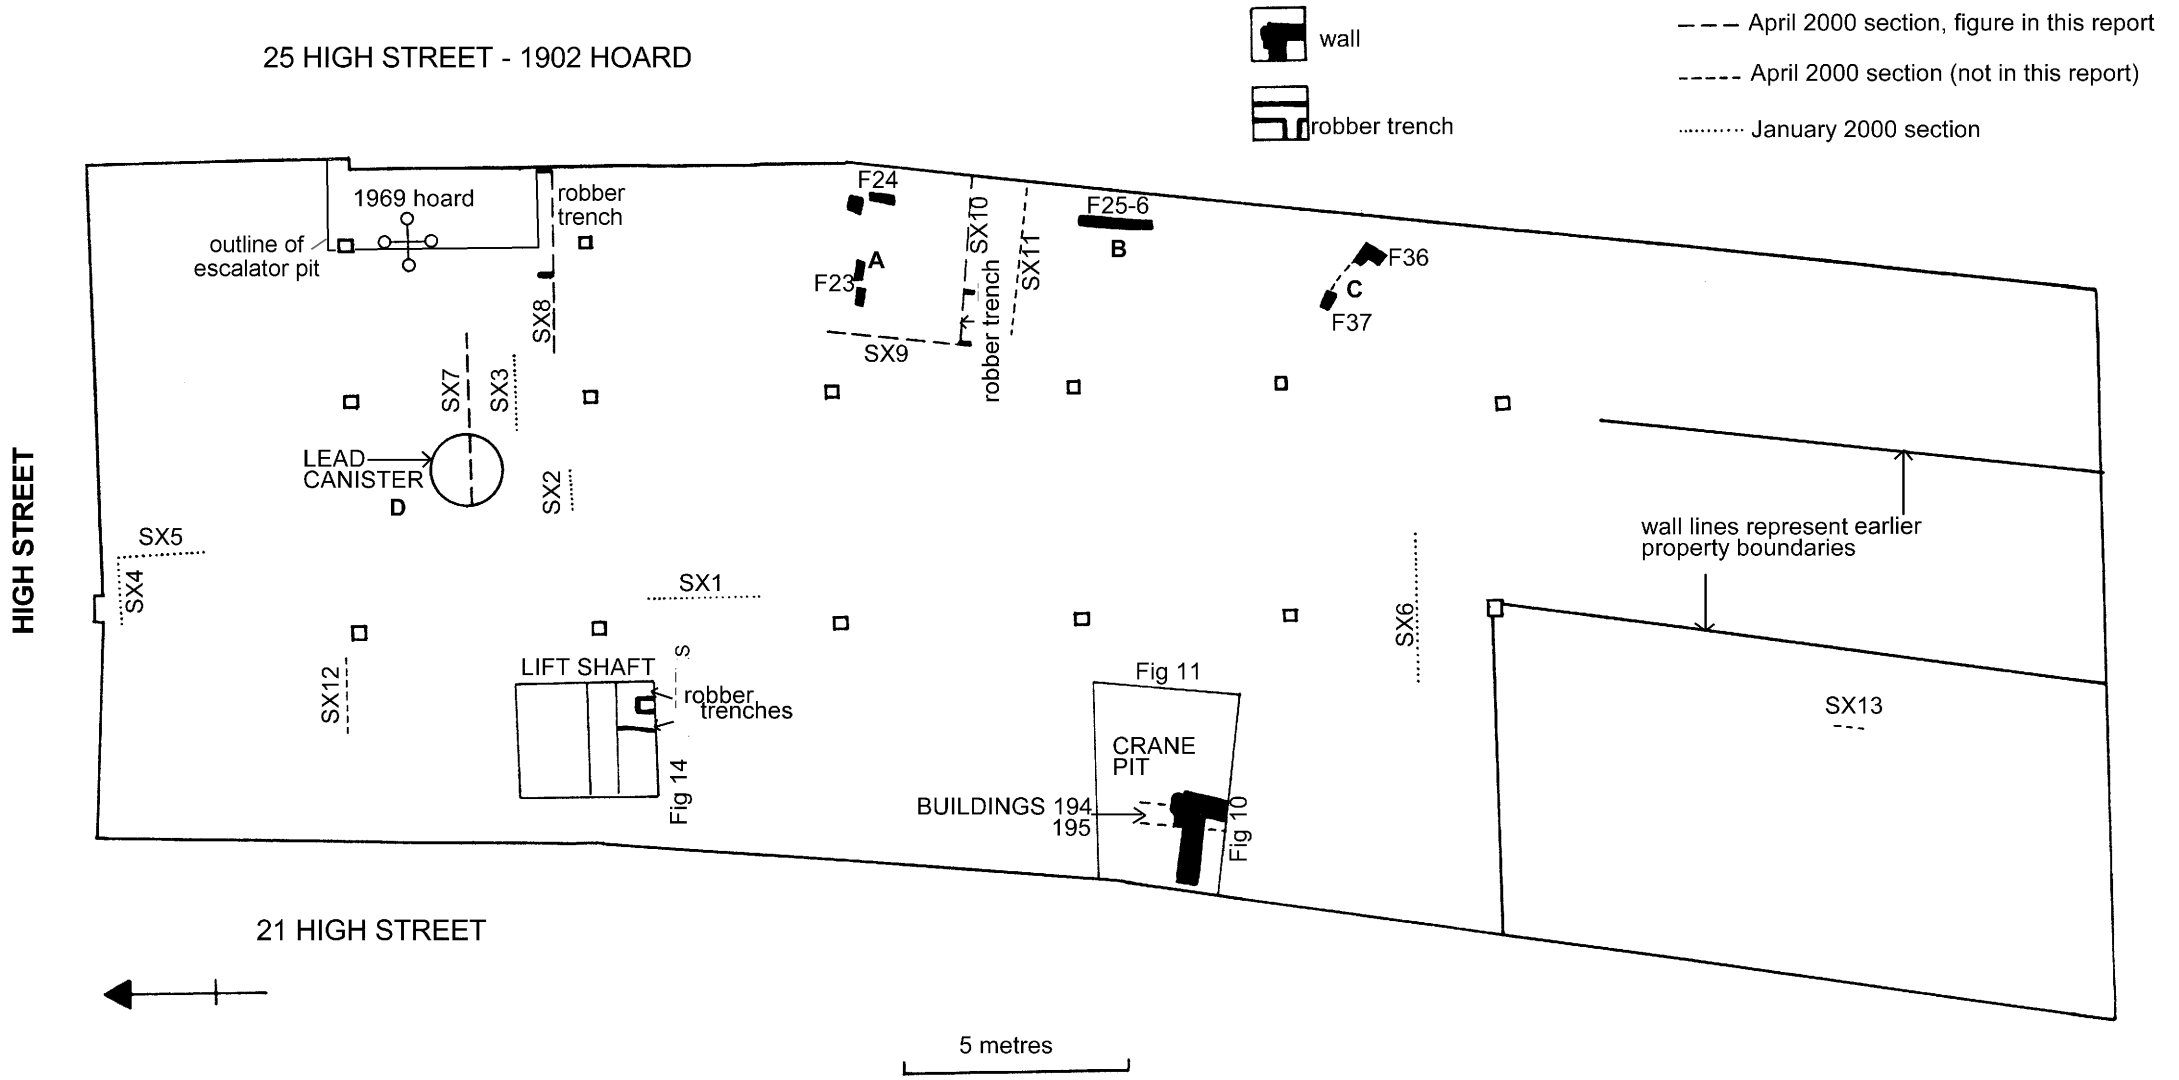 25 HIGH STREET - 1902 HOARD
wall
robber trench
April 2000 section, figure in this report
April 2000 section (not in this report)
January 2000 section
1969 hoard
robber
trench
outline of
escalator pit
SX8
F24
A
F23
SX10
SX11
robber trench
SX9
F25-6
B
F36
C
F37
SX7
SX3
LEAD
CANISTER
D
SX2
HIGH STREET
SX5
SX4
SX1
SX6
wall lines represent earlier
property boundaries
SX12
S
LIFT SHAFT
robber
trenches
Fig 14
Fig 11
CRANE
PIT
BUILDINGS 194
195
Fig 10
SX13
21 HIGH STREET
5 metres